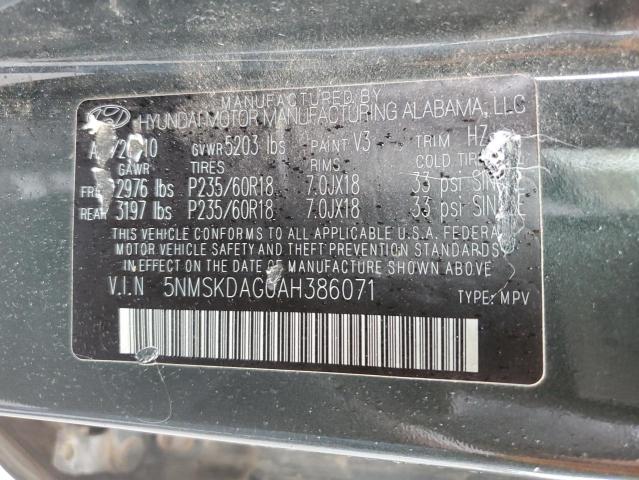 MANUFACTURED BY
HYUNDAI MOTOR MANUFACTURING ALABAMA, LLC
GVWR 5203 lbs PAINT V3 TRIM
GAWR TIRES RIMS COLD TIRE
2976 lbs P235/60R18 7.0JX18 33 psi
REAR 3197 lbs P235/60R18 7.0JX18 33 psi
THIS VEHICLE CONFORMS TO ALL APPLICABLE U.S.A. FEDERAL
MOTOR VEHICLE SAFETY AND THEFT PREVENTION STANDARDS
IN EFFECT ON THE DATE OF MANUFACTURE SHOWN ABOVE.
V.I.N 5NMSKDAG0AH386071 TYPE: MPV